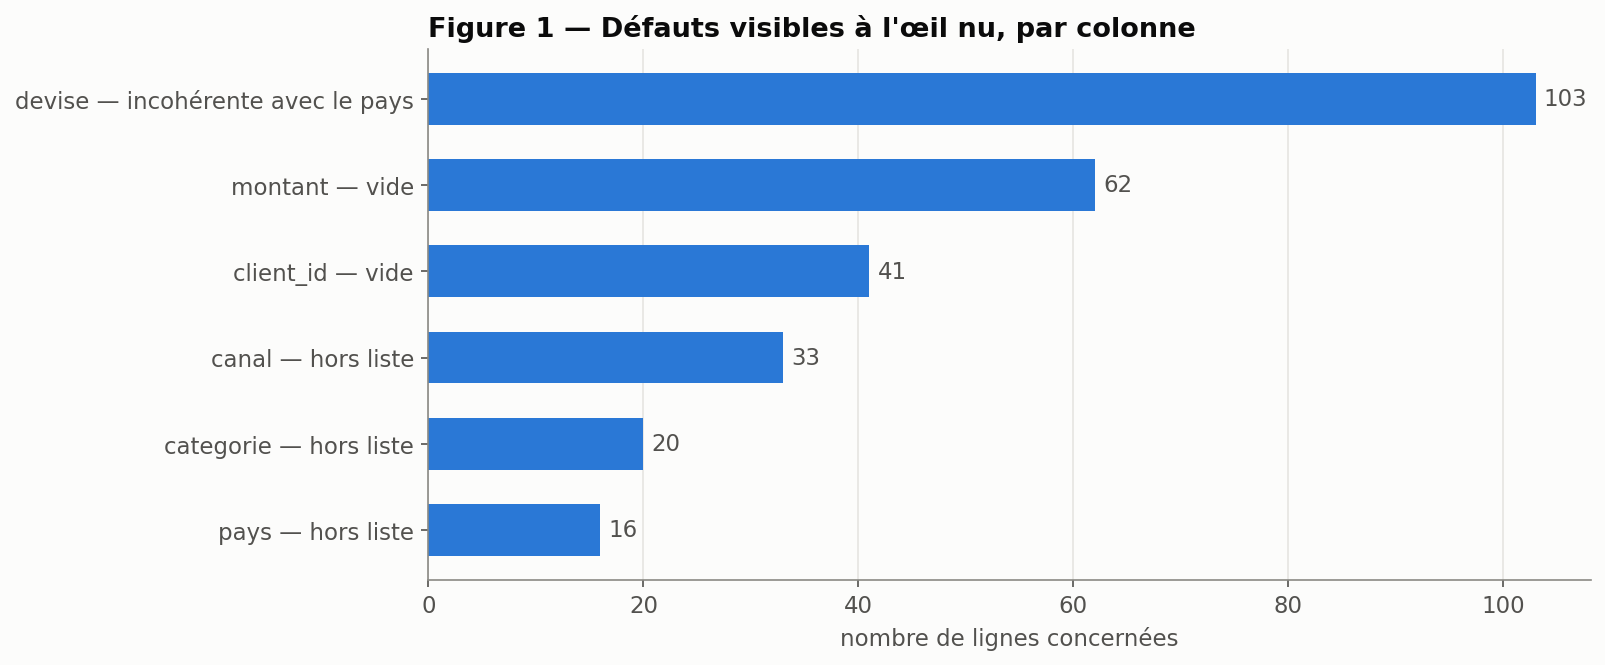 Figure 1 — Défauts visibles à l'œil nu, par colonne
devise — incohérente avec le pays 103
montant — vide 62
client_id — vide 41
canal — hors liste 33
categorie — hors liste 20
pays — hors liste 16
0 20 40 60 80 100
nombre de lignes concernées